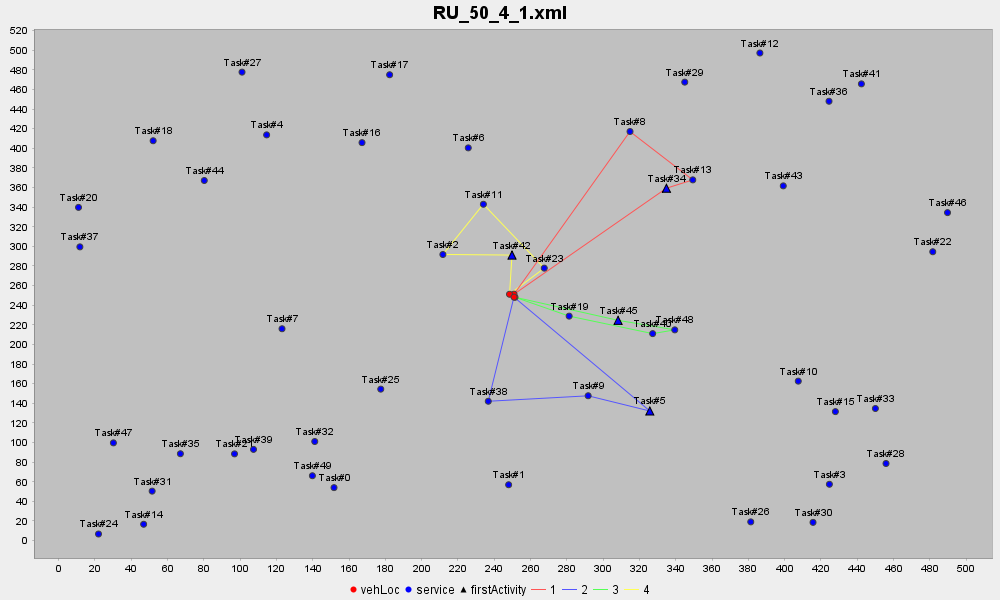 RU_50_4_1.xml
520
500
480
460
440
420
400
380
360
340
320
300
280
260
240
220
200
180
160
140
120
100
80
60
40
20
0
Task#12
Task#27
Task#17
Task#29
Task#41
Task#36
Task#8
Task#4
Task#18
Task#16
Task#6
Task#44
Task#13
Task#34
Task#43
Task#20
Task#11
Task#46
Task#37
Task#2
Task#42
Task#22
Task#23
Task#19
Task#45
Task#7
Task#40
Task#48
Task#25
Task#10
Task#38
Task#9
Task#5
Task#15
Task#33
Task#47
Task#32
Task#35
Task#21
Task#39
Task#28
Task#49
Task#0
Task#1
Task#3
Task#31
Task#14
Task#24
Task#26
Task#30
0 20 40 60 80 100 120 140 160 180 200 220 240 260 280 300 320 340 360 380 400 420 440 460 480 500
vehLoc service firstActivity 1 2 3 4